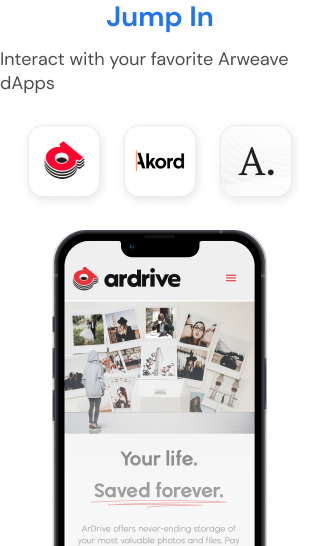 Jump In
Interact with your favorite Arweave
dApps
Akord
A.
ardrive
Your life.
Saved forever.
ArDrive offers never-ending storage of
your most valuable photos and files. Pay